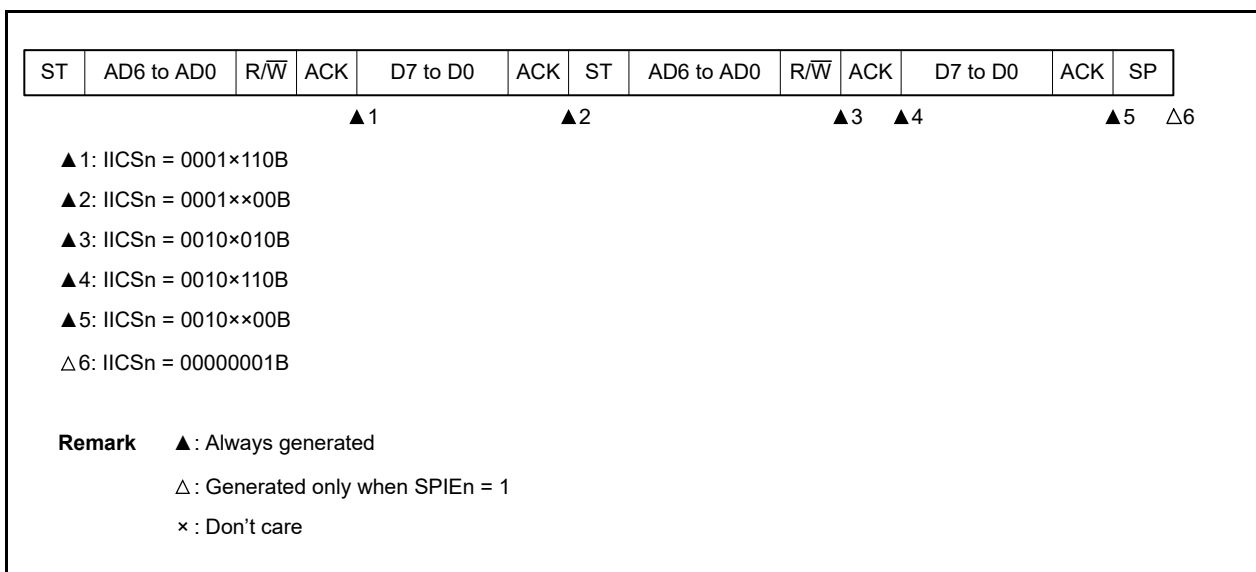 ST AD6 to AD0 R/W̅ ACK D7 to D0 ACK ST AD6 to AD0 R/W̅ ACK D7 to D0 ACK SP
▲1 ▲2 ▲3 ▲4 ▲5 △6
▲1: IICSn = 0001×110B
▲2: IICSn = 0001××00B
▲3: IICSn = 0010×010B
▲4: IICSn = 0010×110B
▲5: IICSn = 0010××00B
△6: IICSn = 00000001B
Remark ▲: Always generated
△: Generated only when SPIEn = 1
×: Don't care